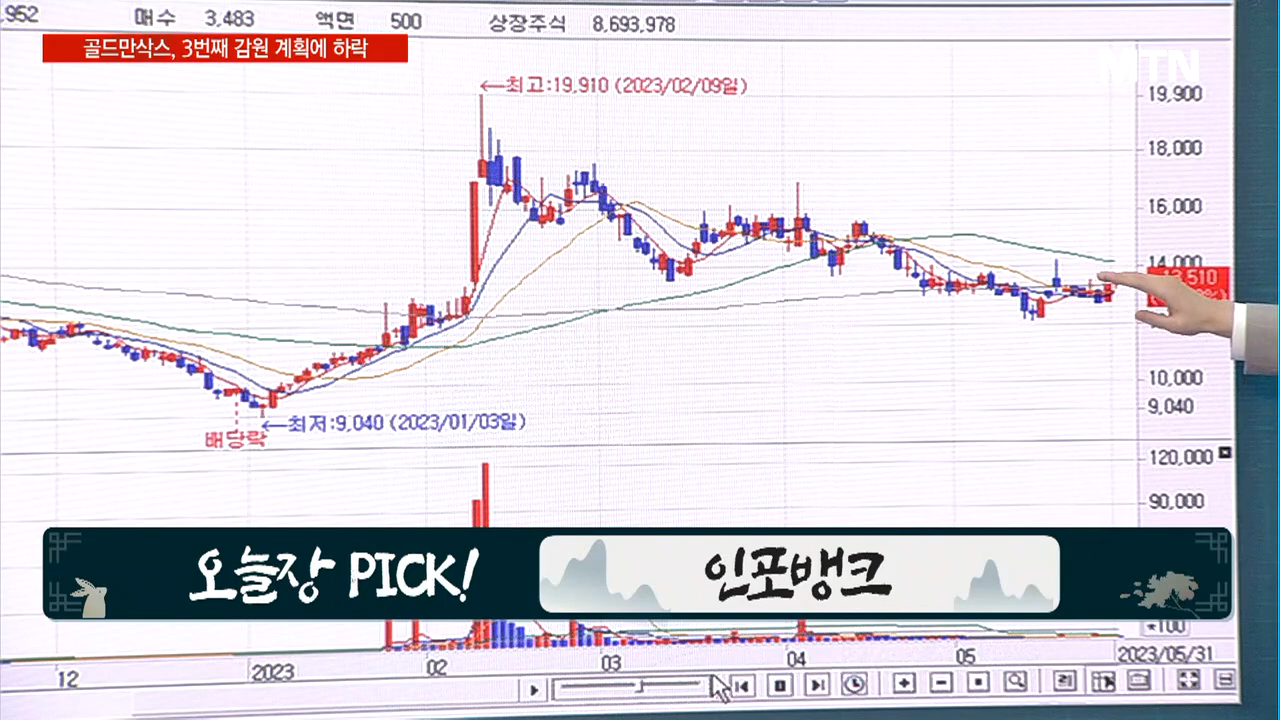 ,952 매수 3,483 액면 500 상장주식 8,693,978
골드만삭스, 3번째 감원 계획에 하락
MTN
←최고:19,910 (2023/02/09일)
19,900
18,000
16,000
14,000
13,510
10,000
9,040
←최저:9,040 (2023/01/03일)
배당락
120,000
90,000
오늘장 PICK!
인포뱅크
*100
12 2023 02 03 04 05 2023/05/31